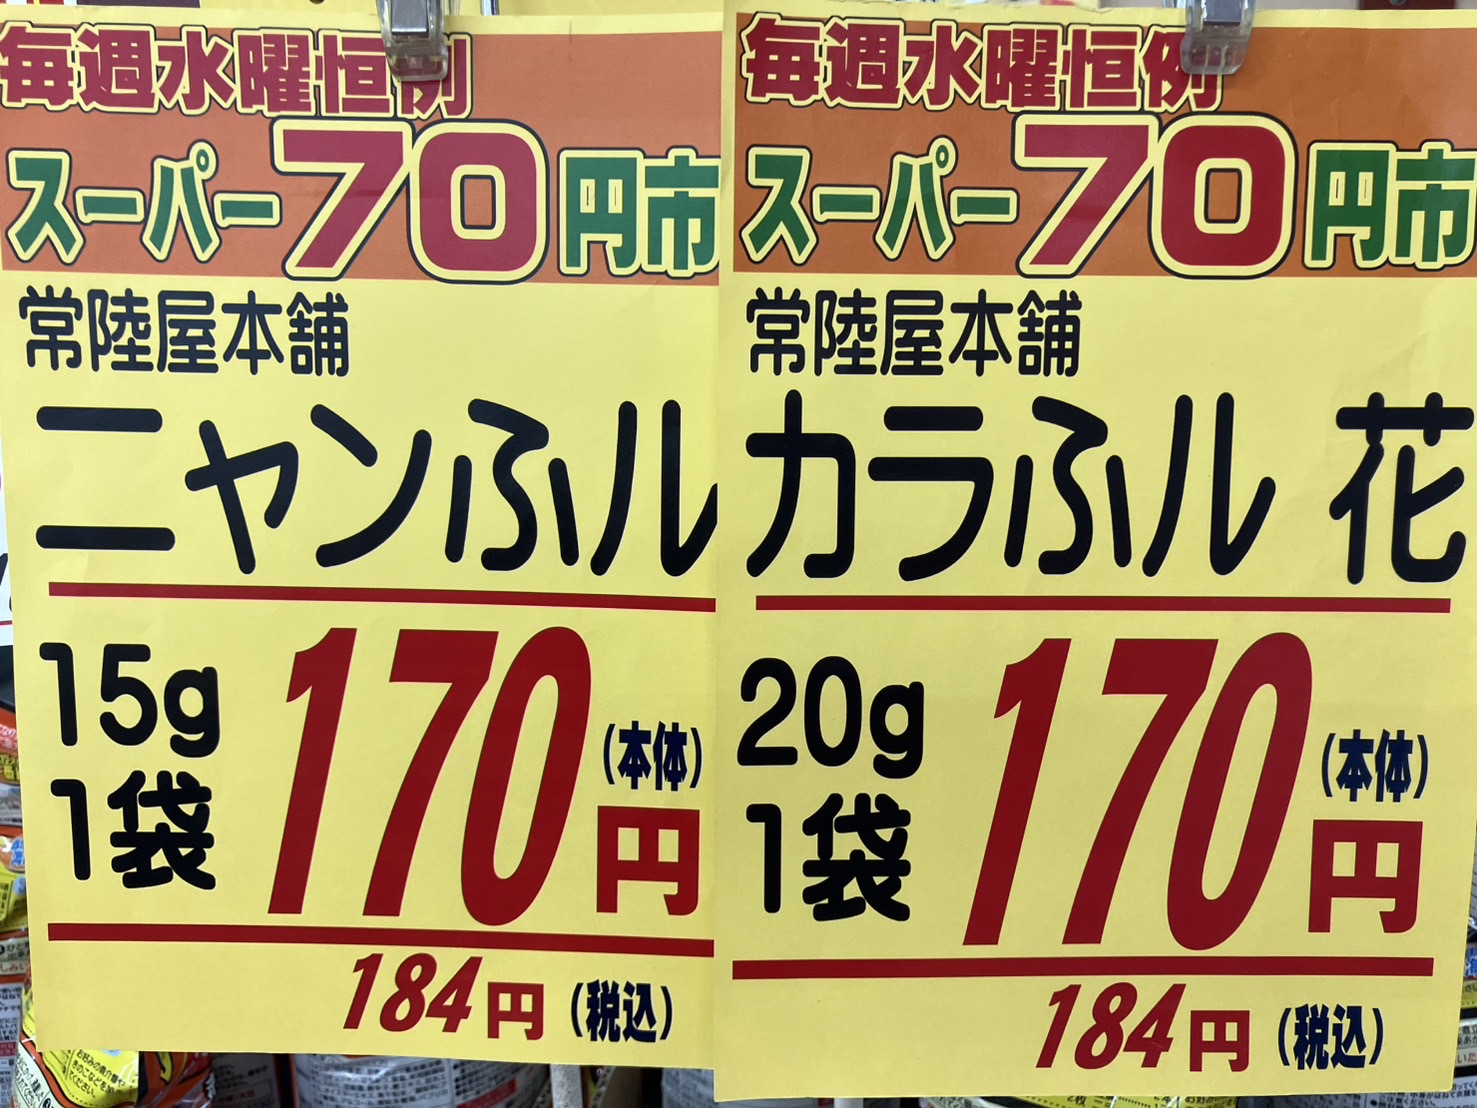 毎週水曜恒例
スーパー70円市
常陸屋本舗
ニャンふル
15g
1袋
170
(本体)
円
184円(税込)
毎週水曜恒例
スーパー70円市
常陸屋本舗
カラふル 花
20g
1袋
170
(本体)
円
184円(税込)